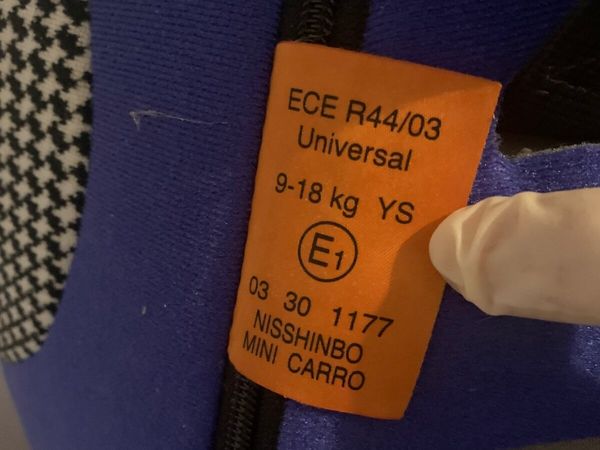 ECE R44/03
Universal
9-18 kg YS
E1
03 30 1177
NISSHINBO
MINI CARRO